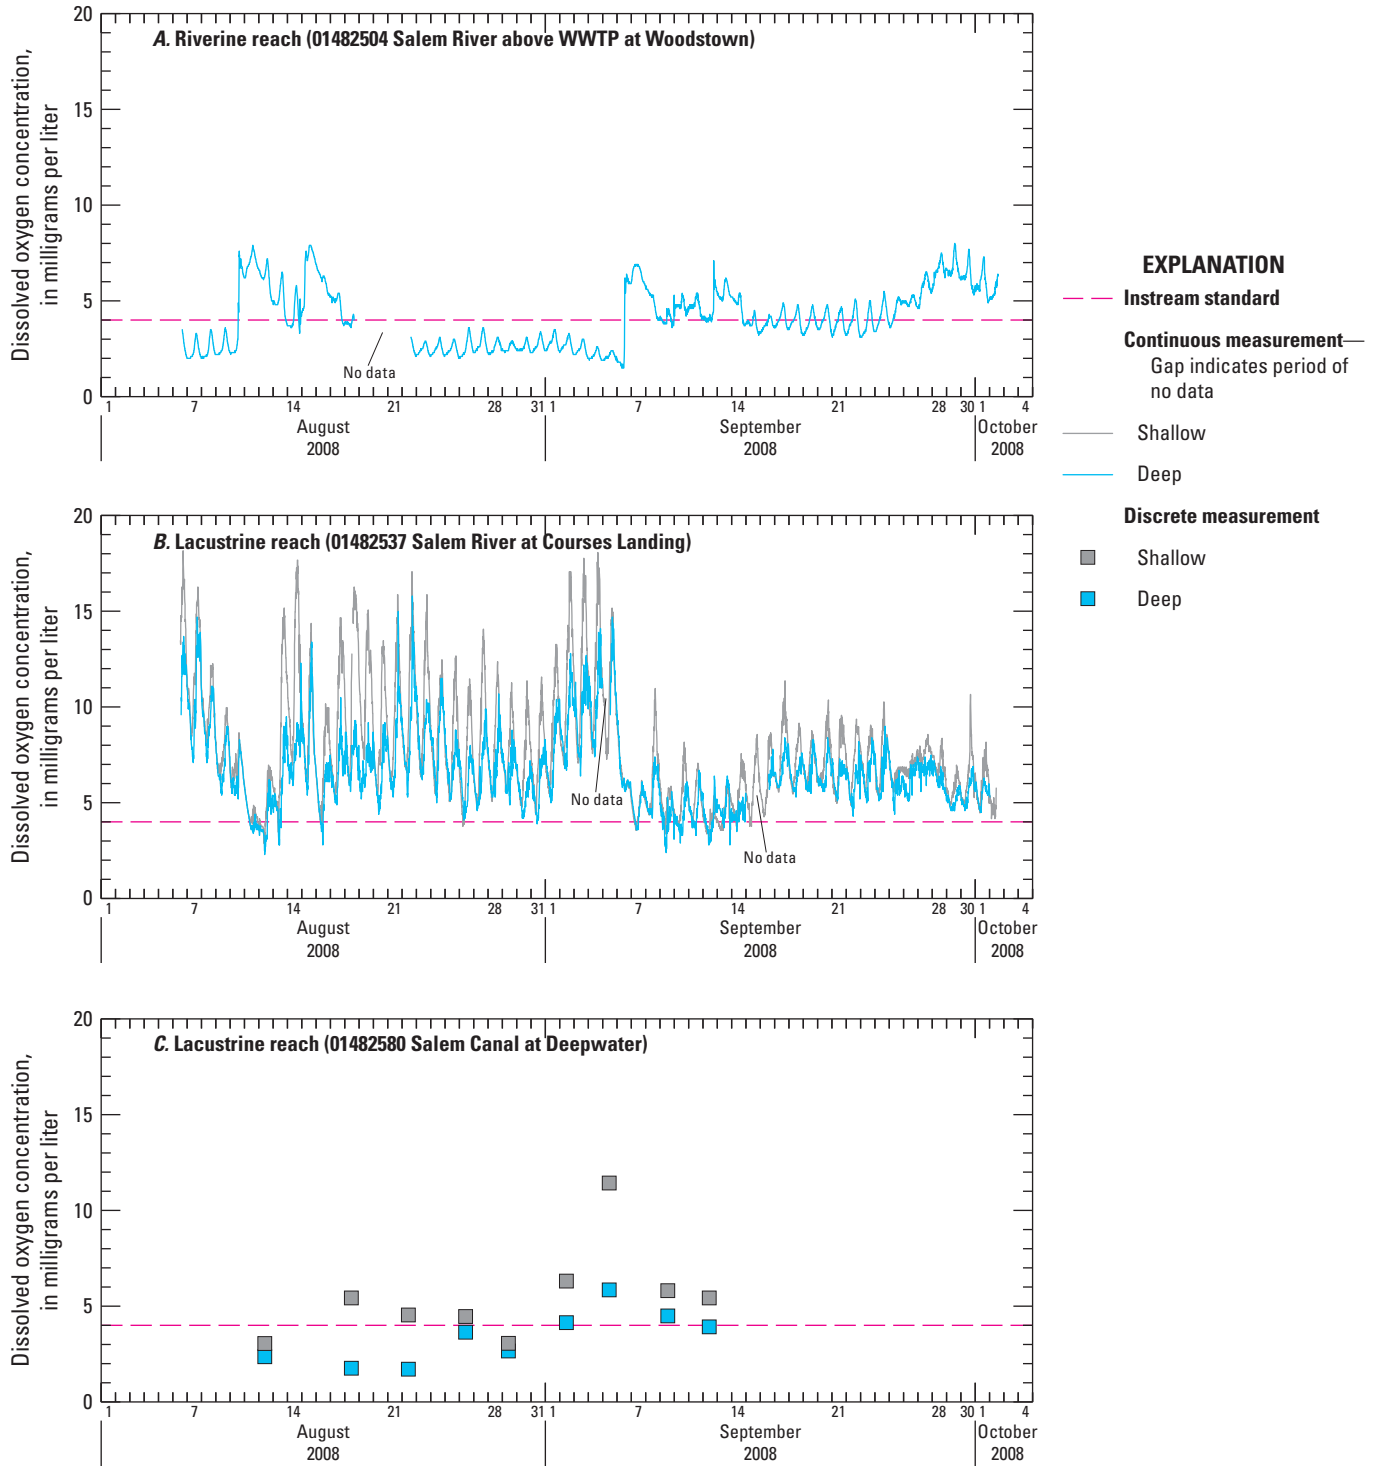 Dissolved oxygen concentration,
in milligrams per liter
A. Riverine reach (01482504 Salem River above WWTP at Woodstown)
20
15
10
5
0
No data
1 7 14 21 28 31 1 7 14 21 28 30 1 4
August September October
2008 2008 2008
Dissolved oxygen concentration,
in milligrams per liter
B. Lacustrine reach (01482537 Salem River at Courses Landing)
20
15
10
5
0
No data
No data
1 7 14 21 28 31 1 7 14 21 28 30 1 4
August September October
2008 2008 2008
Dissolved oxygen concentration,
in milligrams per liter
C. Lacustrine reach (01482580 Salem Canal at Deepwater)
20
15
10
5
0
1 7 14 21 28 31 1 7 14 21 28 30 1 4
August September October
2008 2008 2008
EXPLANATION
Instream standard
Continuous measurement—
Gap indicates period of
no data
Shallow
Deep
Discrete measurement
Shallow
Deep